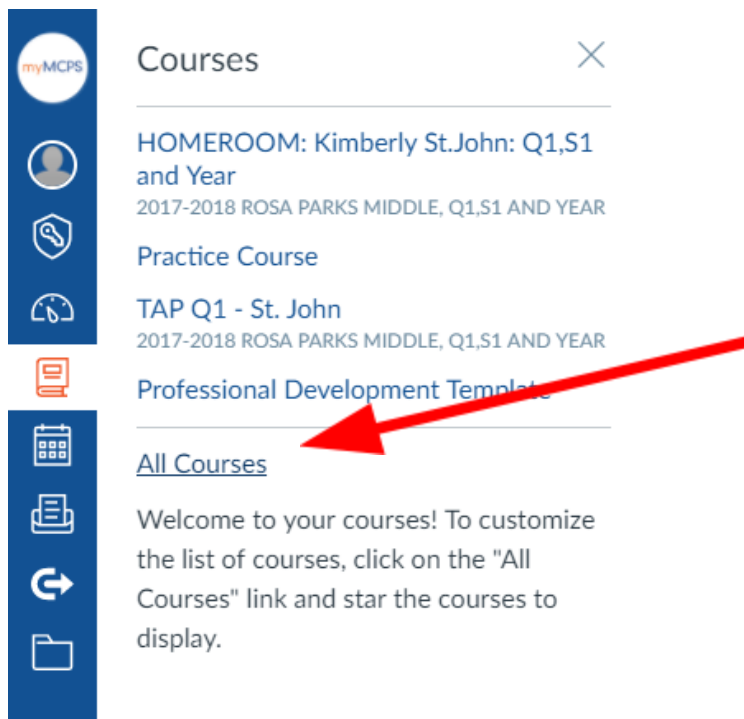 myMCPS
Courses
HOMEROOM: Kimberly St.John: Q1,S1
and Year
2017-2018 ROSA PARKS MIDDLE, Q1,S1 AND YEAR
Practice Course
TAP Q1 - St. John
2017-2018 ROSA PARKS MIDDLE, Q1,S1 AND YEAR
Professional Development Template
All Courses
Welcome to your courses! To customize
the list of courses, click on the "All
Courses" link and star the courses to
display.